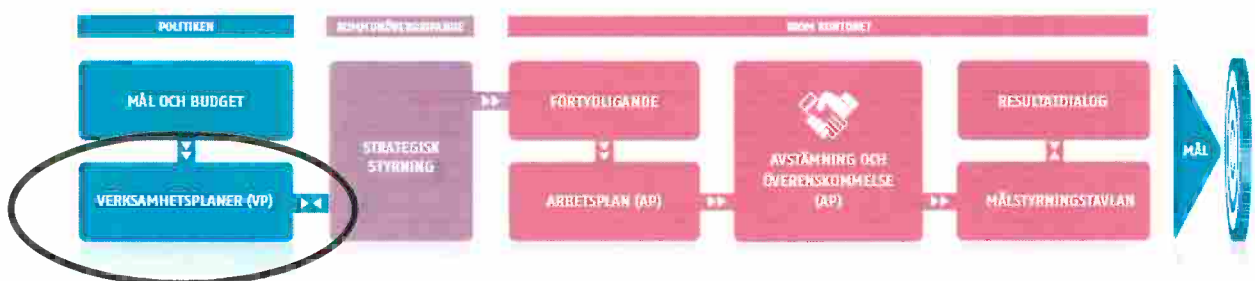 POLITIKEN
KOMMUNÖVERGRIPANDE
INOM KONTORET
MÅL OCH BUDGET
VERKSAMHETSPLANER (VP)
STRATEGISK
STYRNING
FÖRTYDLIGANDE
ARBETSPLAN (AP)
AVSTÄMNING OCH
ÖVERENSKOMMELSE
(AP)
RESULTATDIALOG
MÅLSTYRNINGSTAVLAN
MÅL